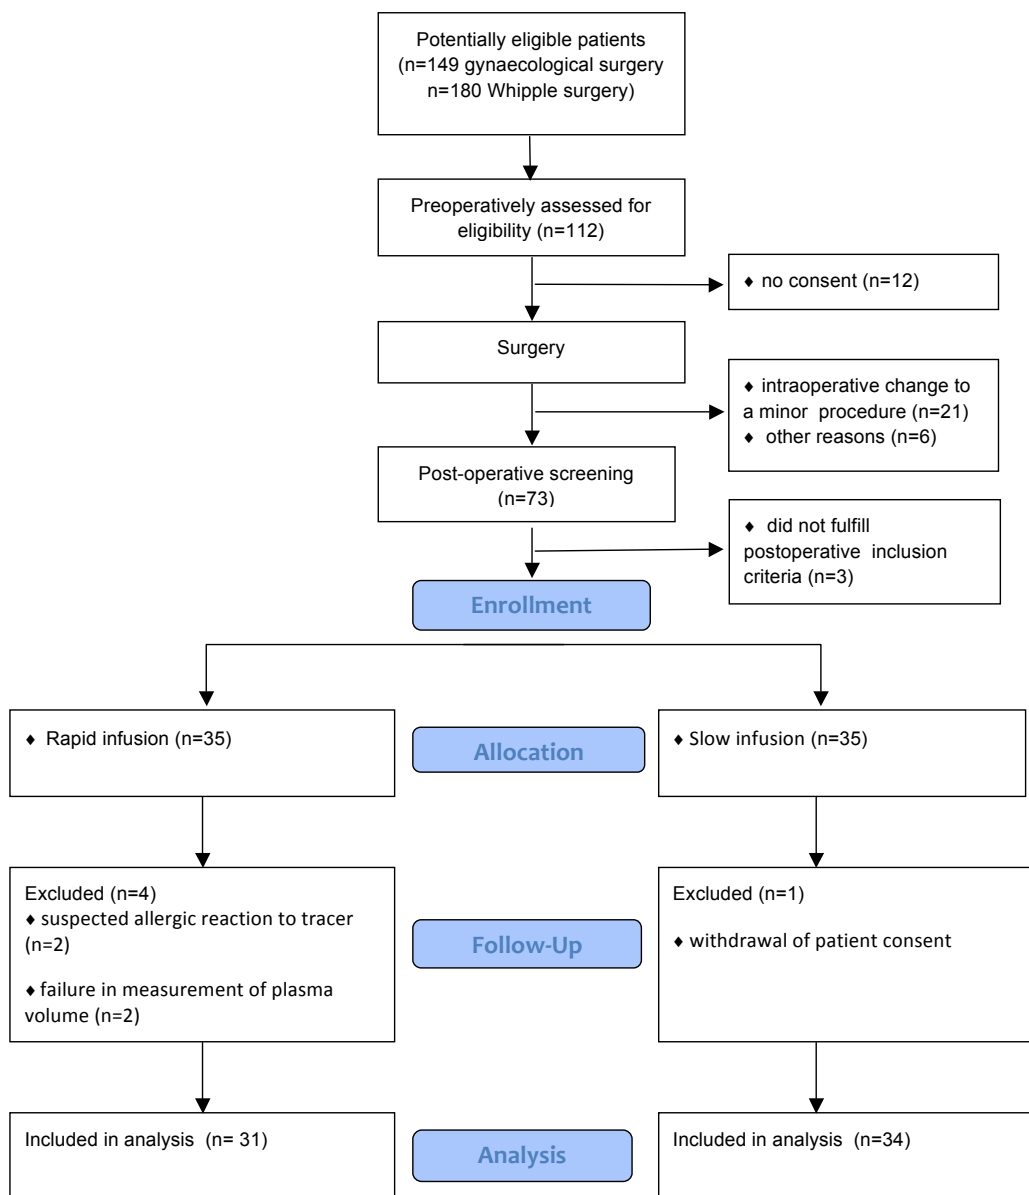 Potentially eligible patients
(n=149 gynaecological surgery
n=180 Whipple surgery)
Preoperatively assessed for
eligibility (n=112)
♦ no consent (n=12)
Surgery
♦ intraoperative change to
a minor procedure (n=21)
♦ other reasons (n=6)
Post-operative screening
(n=73)
♦ did not fulfill
postoperative inclusion
criteria (n=3)
Enrollment
♦ Rapid infusion (n=35)
Allocation
♦ Slow infusion (n=35)
Excluded (n=4)
♦ suspected allergic reaction to tracer
(n=2)
♦ failure in measurement of plasma
volume (n=2)
Follow-Up
Excluded (n=1)
♦ withdrawal of patient consent
Included in analysis (n= 31)
Analysis
Included in analysis (n=34)